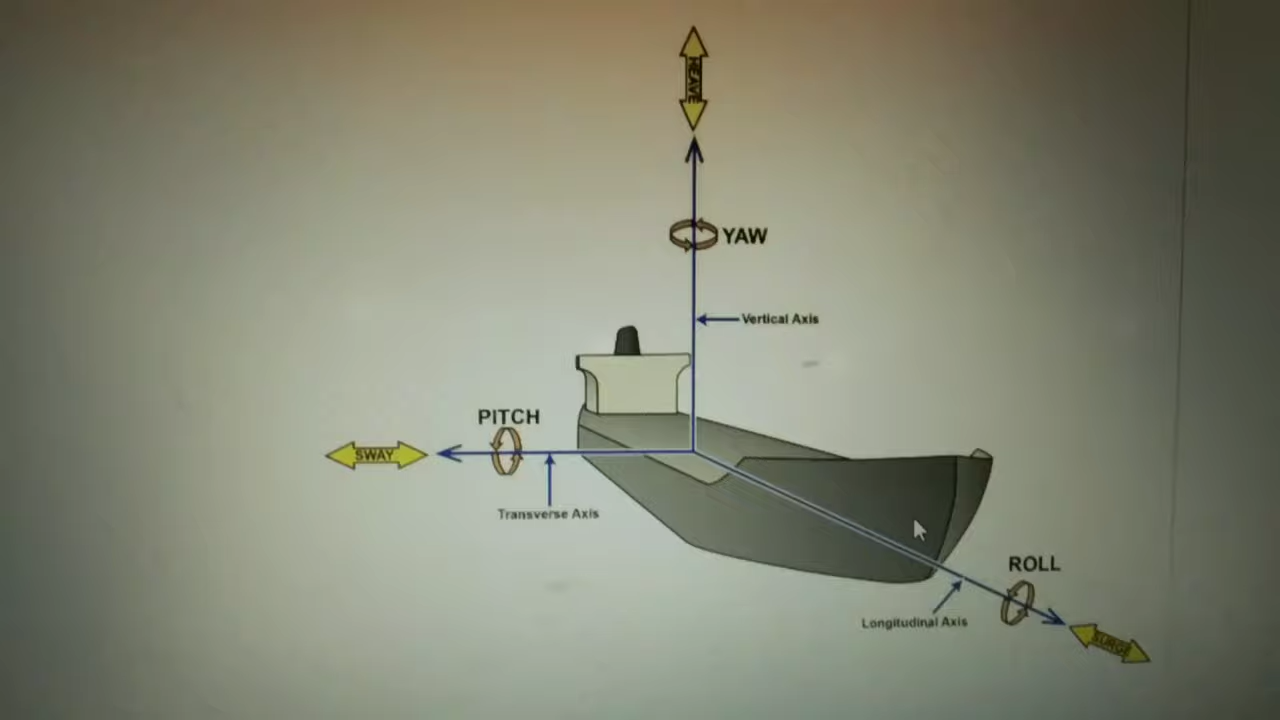 HEAVE
YAW
Vertical Axis
PITCH
SWAY
Transverse Axis
ROLL
Longitudinal Axis
SURGE